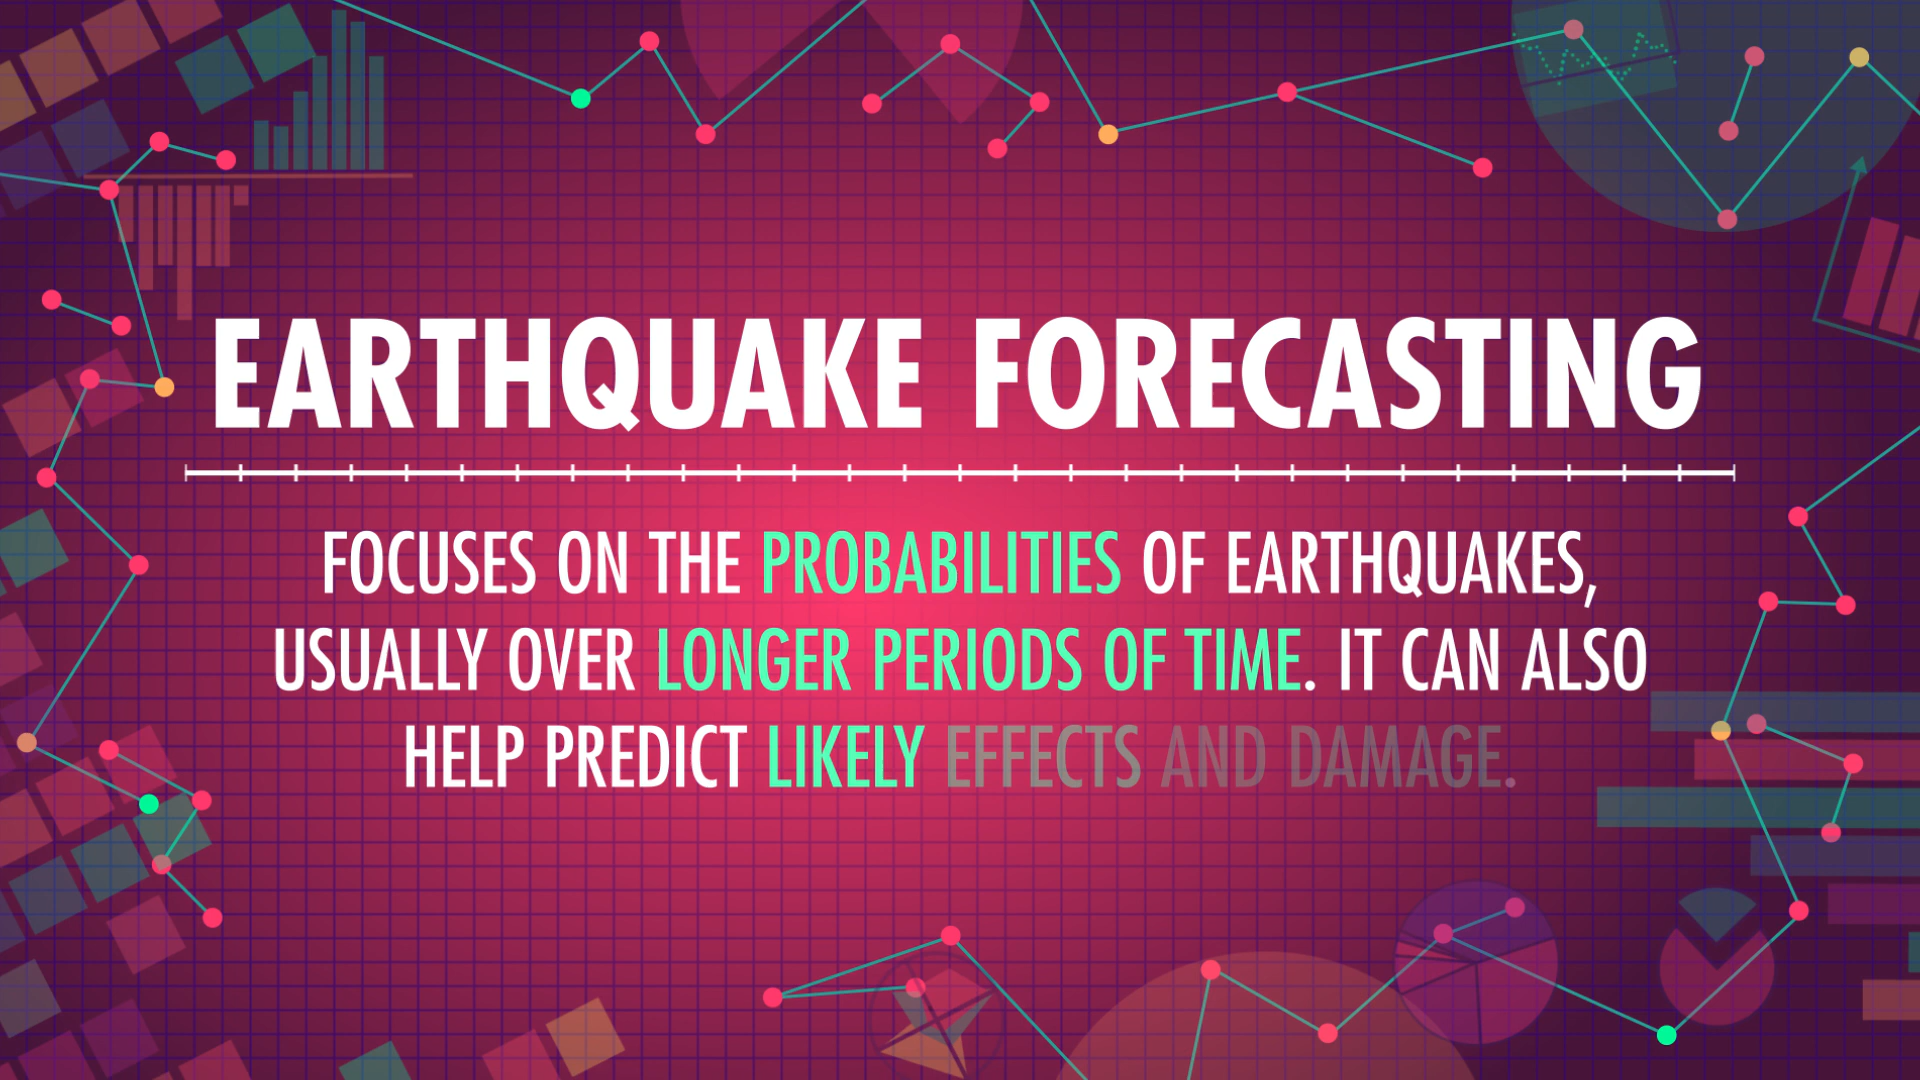 EARTHQUAKE FORECASTING
FOCUSES ON THE PROBABILITIES OF EARTHQUAKES,
USUALLY OVER LONGER PERIODS OF TIME. IT CAN ALSO
HELP PREDICT LIKELY EFFECTS AND DAMAGE.